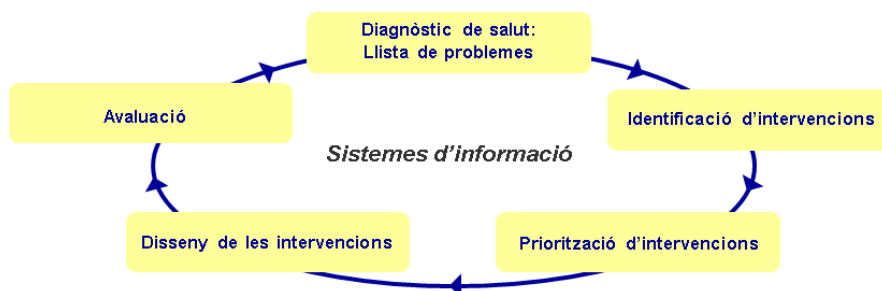 Diagnòstic de salut:
Llista de problemes
Avaluació
Identificació d'intervencions
Sistemes d'informació
Disseny de les intervencions
Priorització d'intervencions